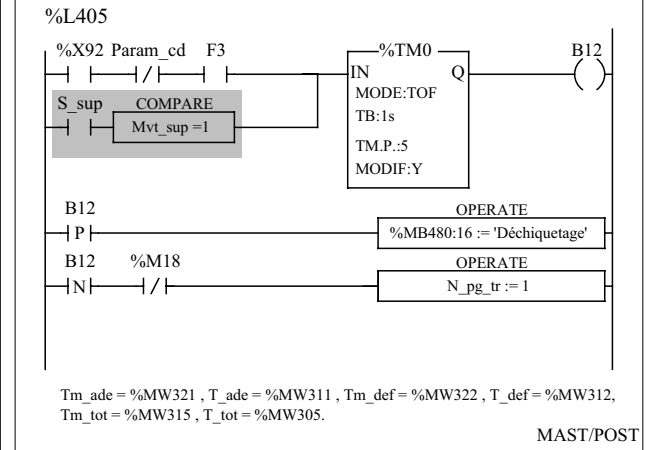 %L405
%X92 Param_cd F3 %TM0 B12
IN Q
MODE:TOF
S_sup COMPARE
TB:1s
Mvt_sup =1
TM.P.:5
MODIF:Y
B12 OPERATE
P %MB480:16 := 'Déchiquetage'
B12 %M18 OPERATE
N N_pg_tr := 1
Tm_ade = %MW321 , T_ade = %MW311 , Tm_def = %MW322 , T_def = %MW312,
Tm_tot = %MW315 , T_tot = %MW305.
MAST/POST